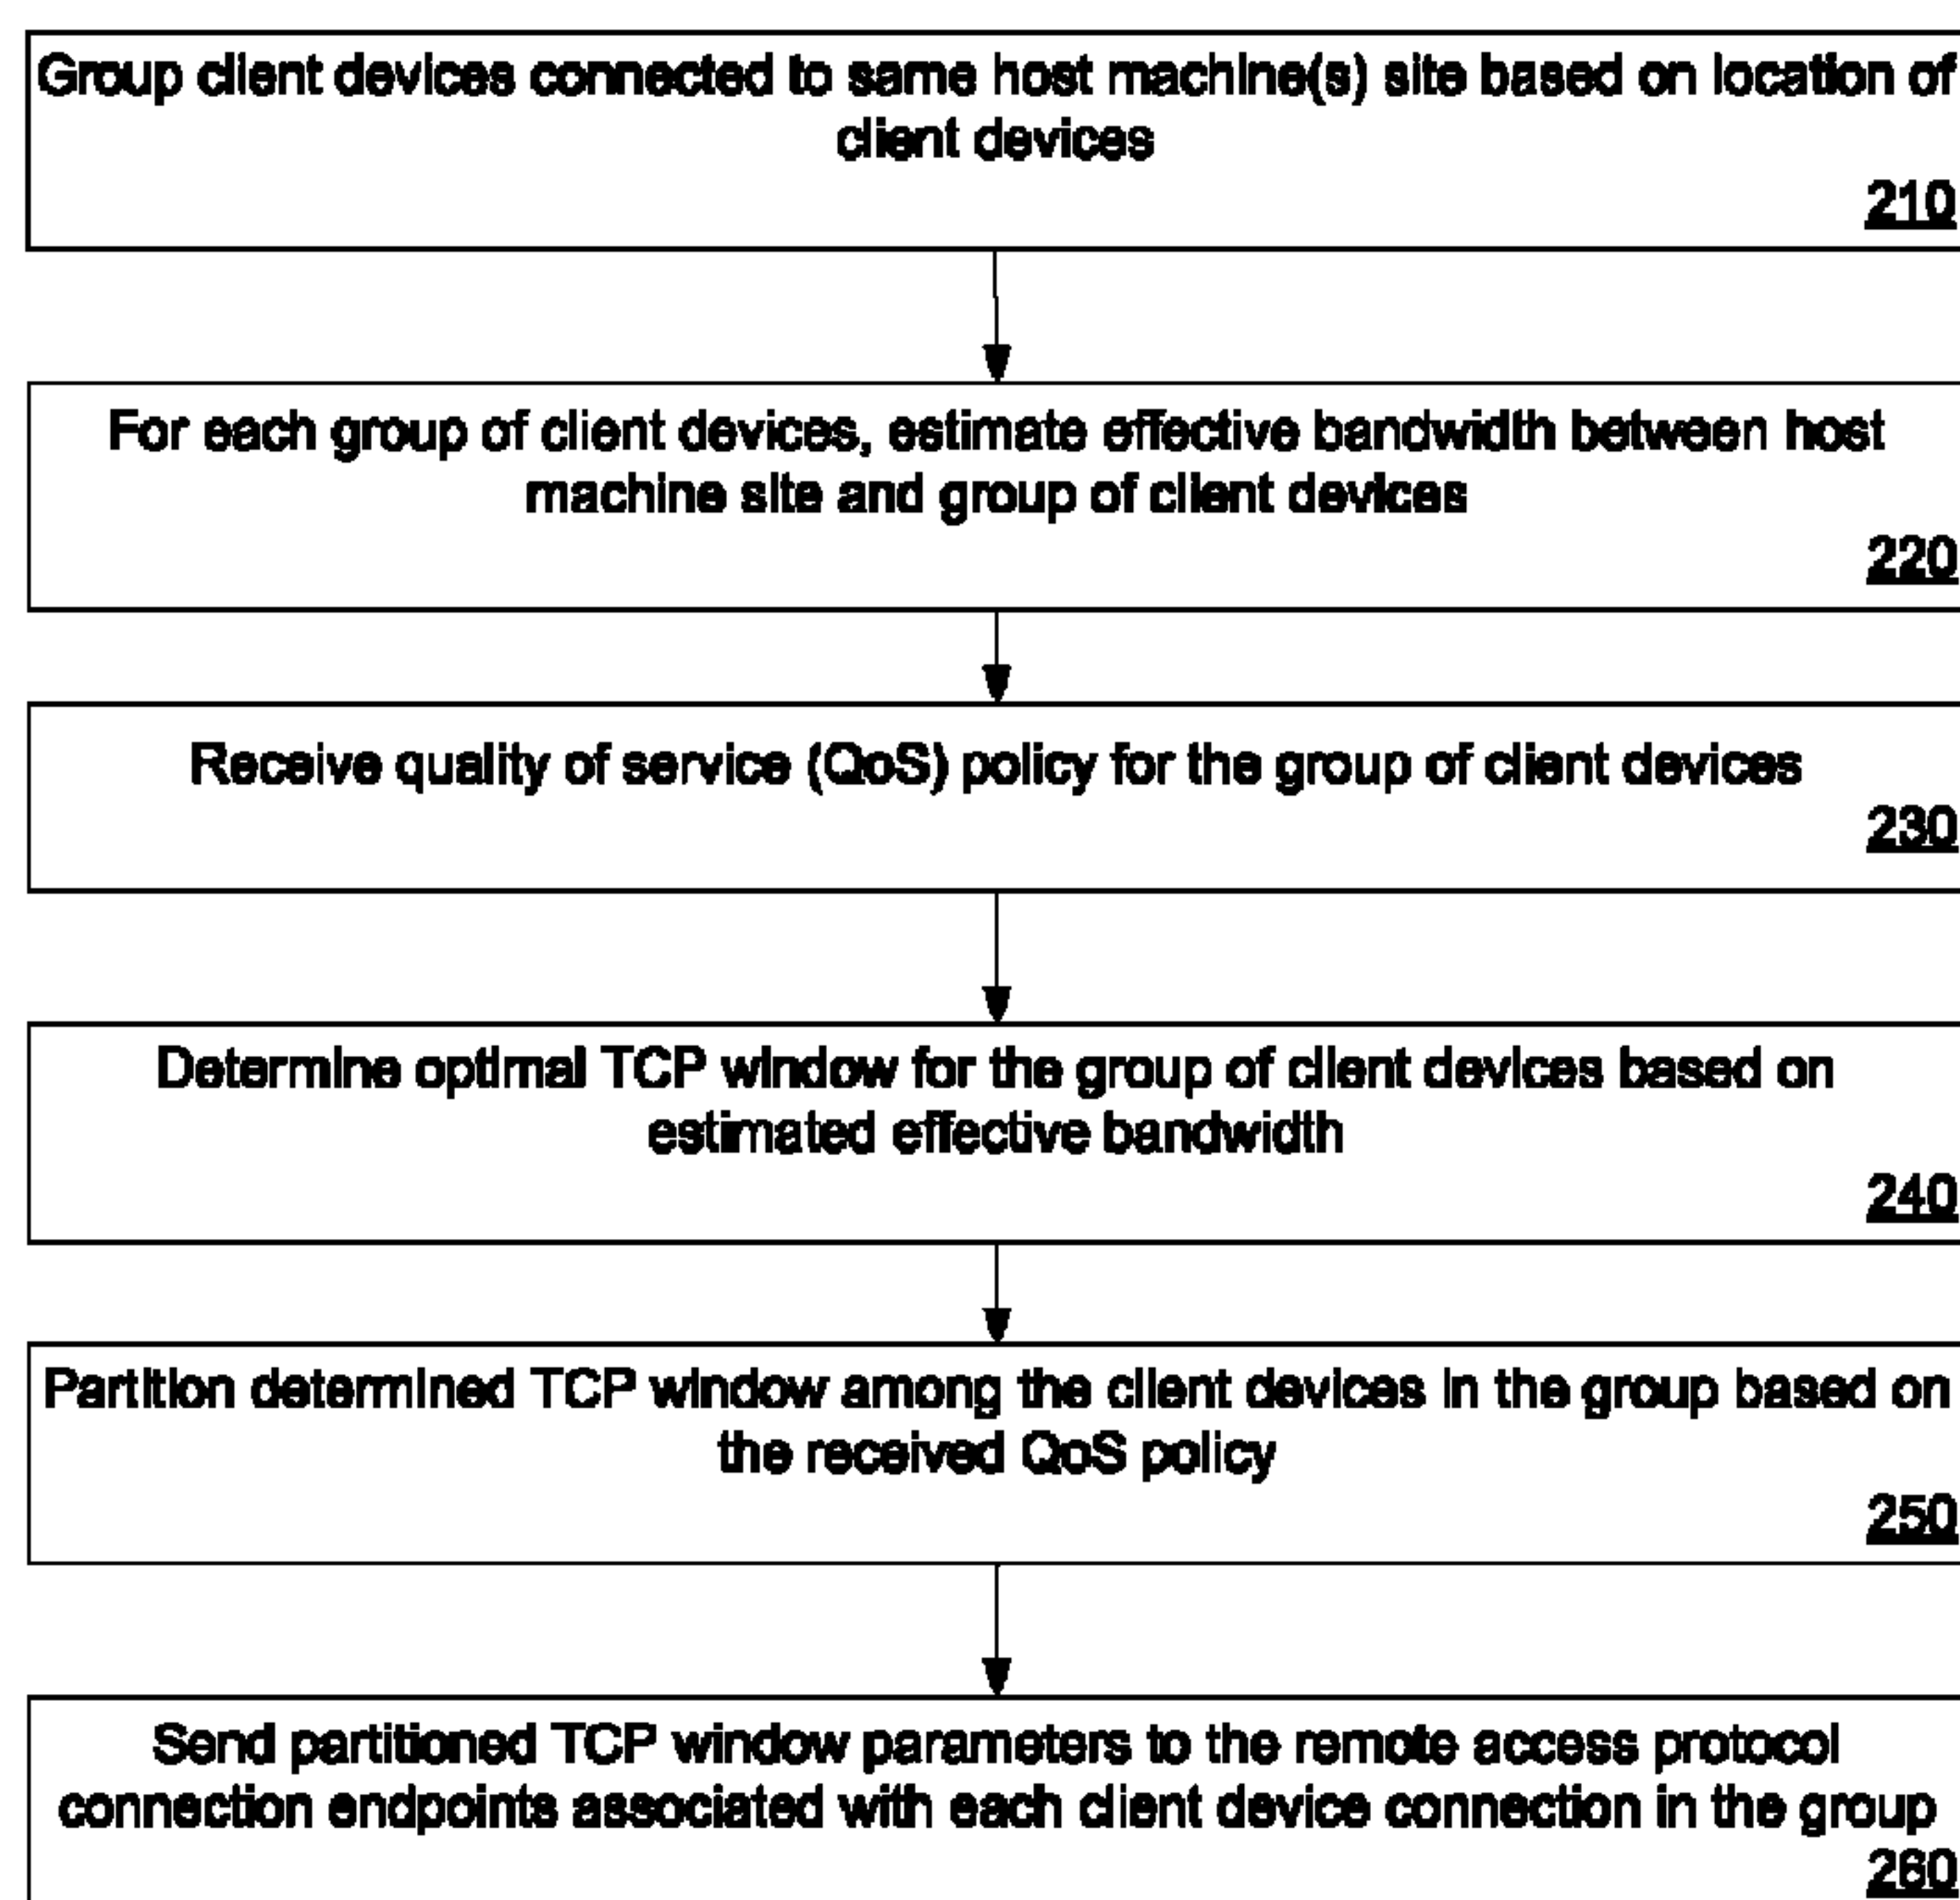 Group client devices connected to same host machine(s) site based on location of
client devices
210
For each group of client devices, estimate effective bandwidth between host
machine site and group of client devices
220
Receive quality of service (QoS) policy for the group of client devices
230
Determine optimal TCP window for the group of client devices based on
estimated effective bandwidth
240
Partition determined TCP window among the client devices in the group based on
the received QoS policy
250
Send partitioned TCP window parameters to the remote access protocol
connection endpoints associated with each client device connection in the group
260